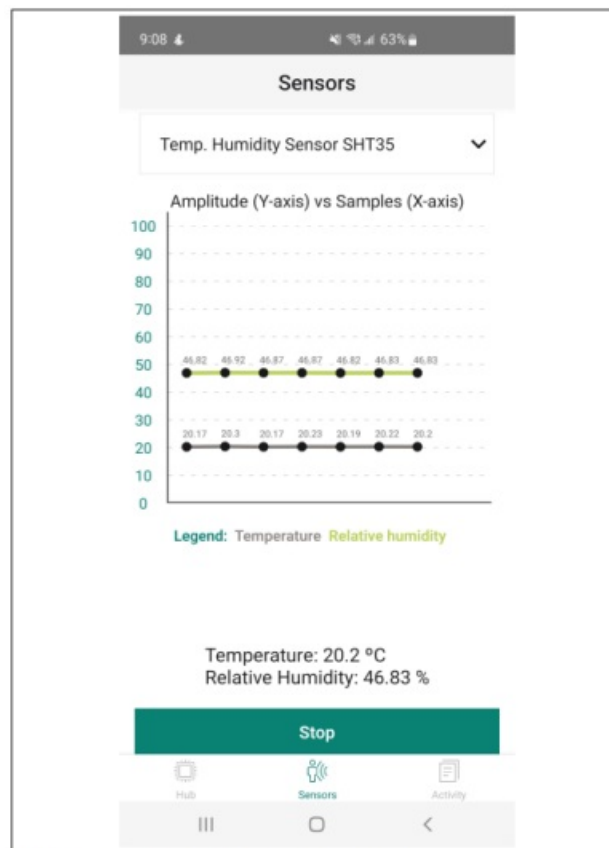 9:08 63%
Sensors
Temp. Humidity Sensor SHT35
Amplitude (Y-axis) vs Samples (X-axis)
100
90
80
70
60
50
40
30
20
10
0
46.82 46.92 46.87 46.87 46.82 46.83 46.83
20.17 20.3 20.17 20.23 20.19 20.22 20.2
Legend: Temperature Relative humidity
Temperature: 20.2 ºC
Relative Humidity: 46.83 %
Stop
Hub Sensors Activity